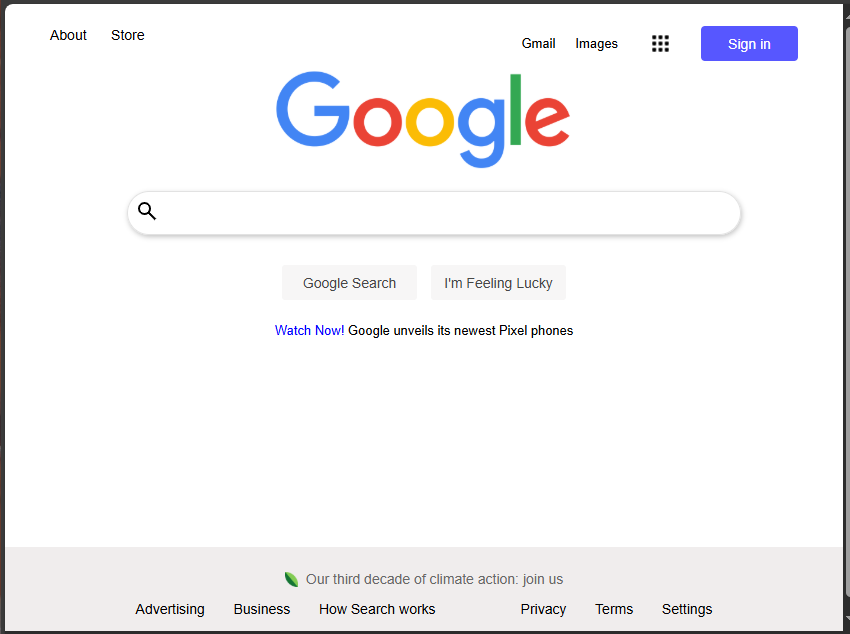 About Store Gmail Images Sign in
Google
Google Search I'm Feeling Lucky
Watch Now! Google unveils its newest Pixel phones
Our third decade of climate action: join us
Advertising Business How Search works Privacy Terms Settings